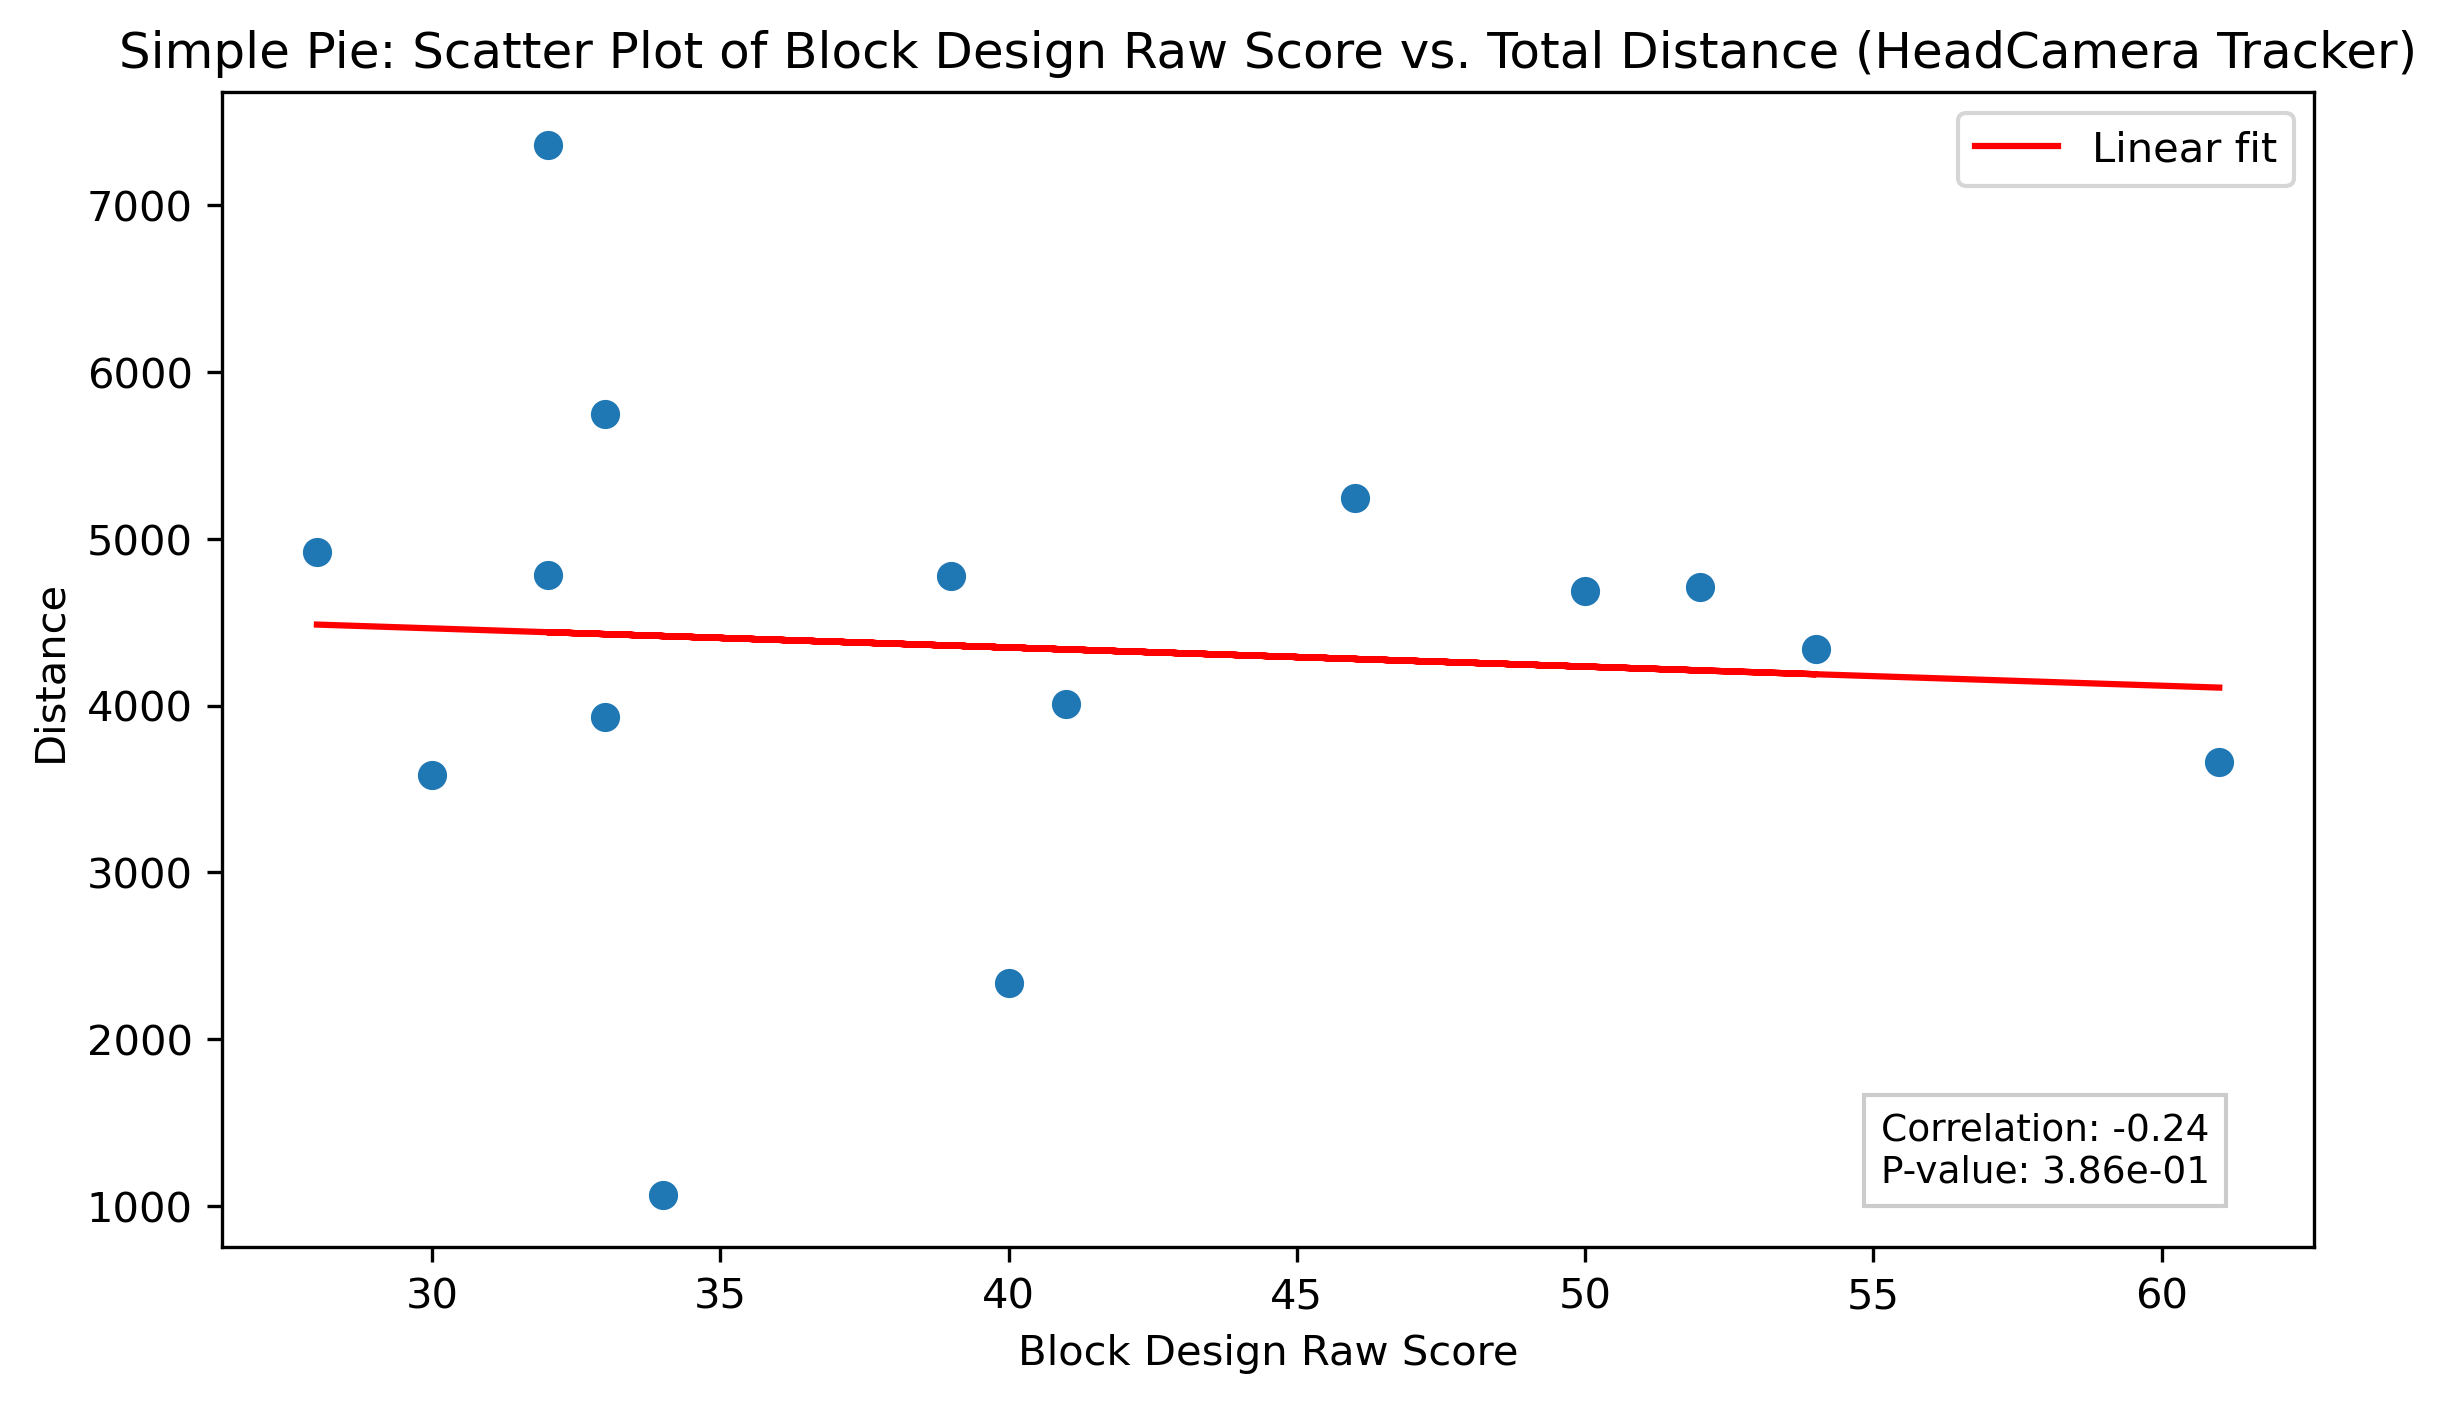 Simple Pie: Scatter Plot of Block Design Raw Score vs. Total Distance (HeadCamera Tracker)
Linear fit
7000
6000
5000
4000
3000
2000
1000
Distance
Correlation: -0.24
P-value: 3.86e-01
30 35 40 45 50 55 60
Block Design Raw Score